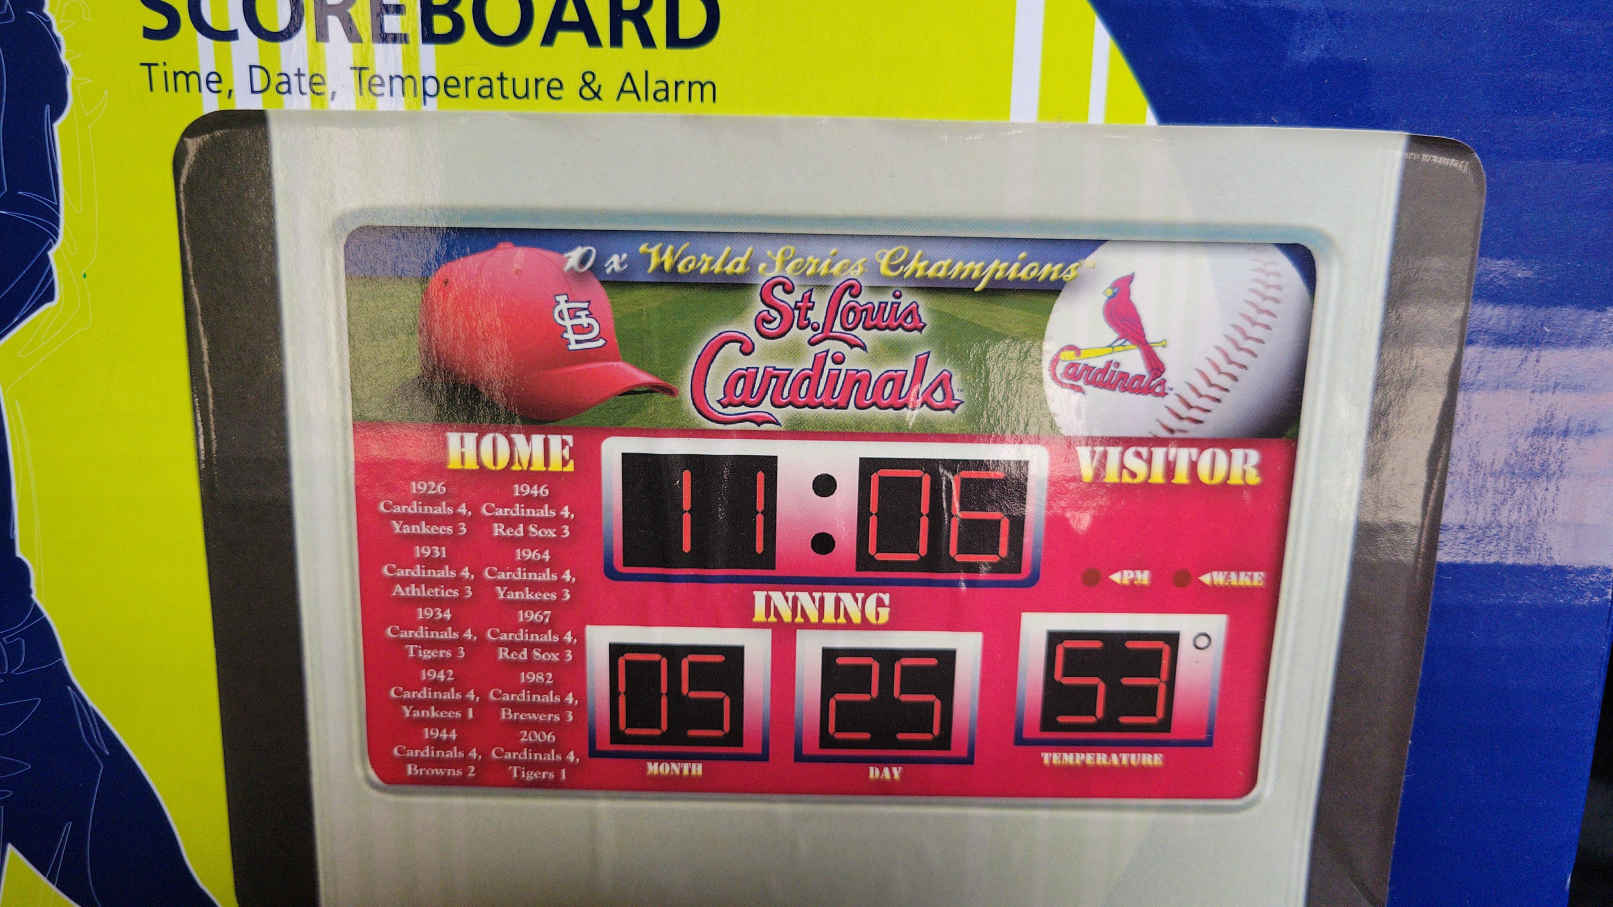 SCOREBOARD
Time, Date, Temperature & Alarm
10 x World Series Champions
STL
St. Louis
Cardinals
Cardinals
HOME
1926
Cardinals 4,
Yankees 3
1931
Cardinals 4,
Athletics 3
1934
Cardinals 4,
Tigers 3
1942
Cardinals 4,
Yankees 1
1944
Cardinals 4,
Browns 2
1946
Cardinals 4,
Red Sox 3
1964
Cardinals 4,
Yankees 3
1967
Cardinals 4,
Red Sox 3
1982
Cardinals 4,
Brewers 3
2006
Cardinals 4,
Tigers 1
11:06
VISITOR
PM WAKE
INNING
05 25 53°
MONTH DAY TEMPERATURE